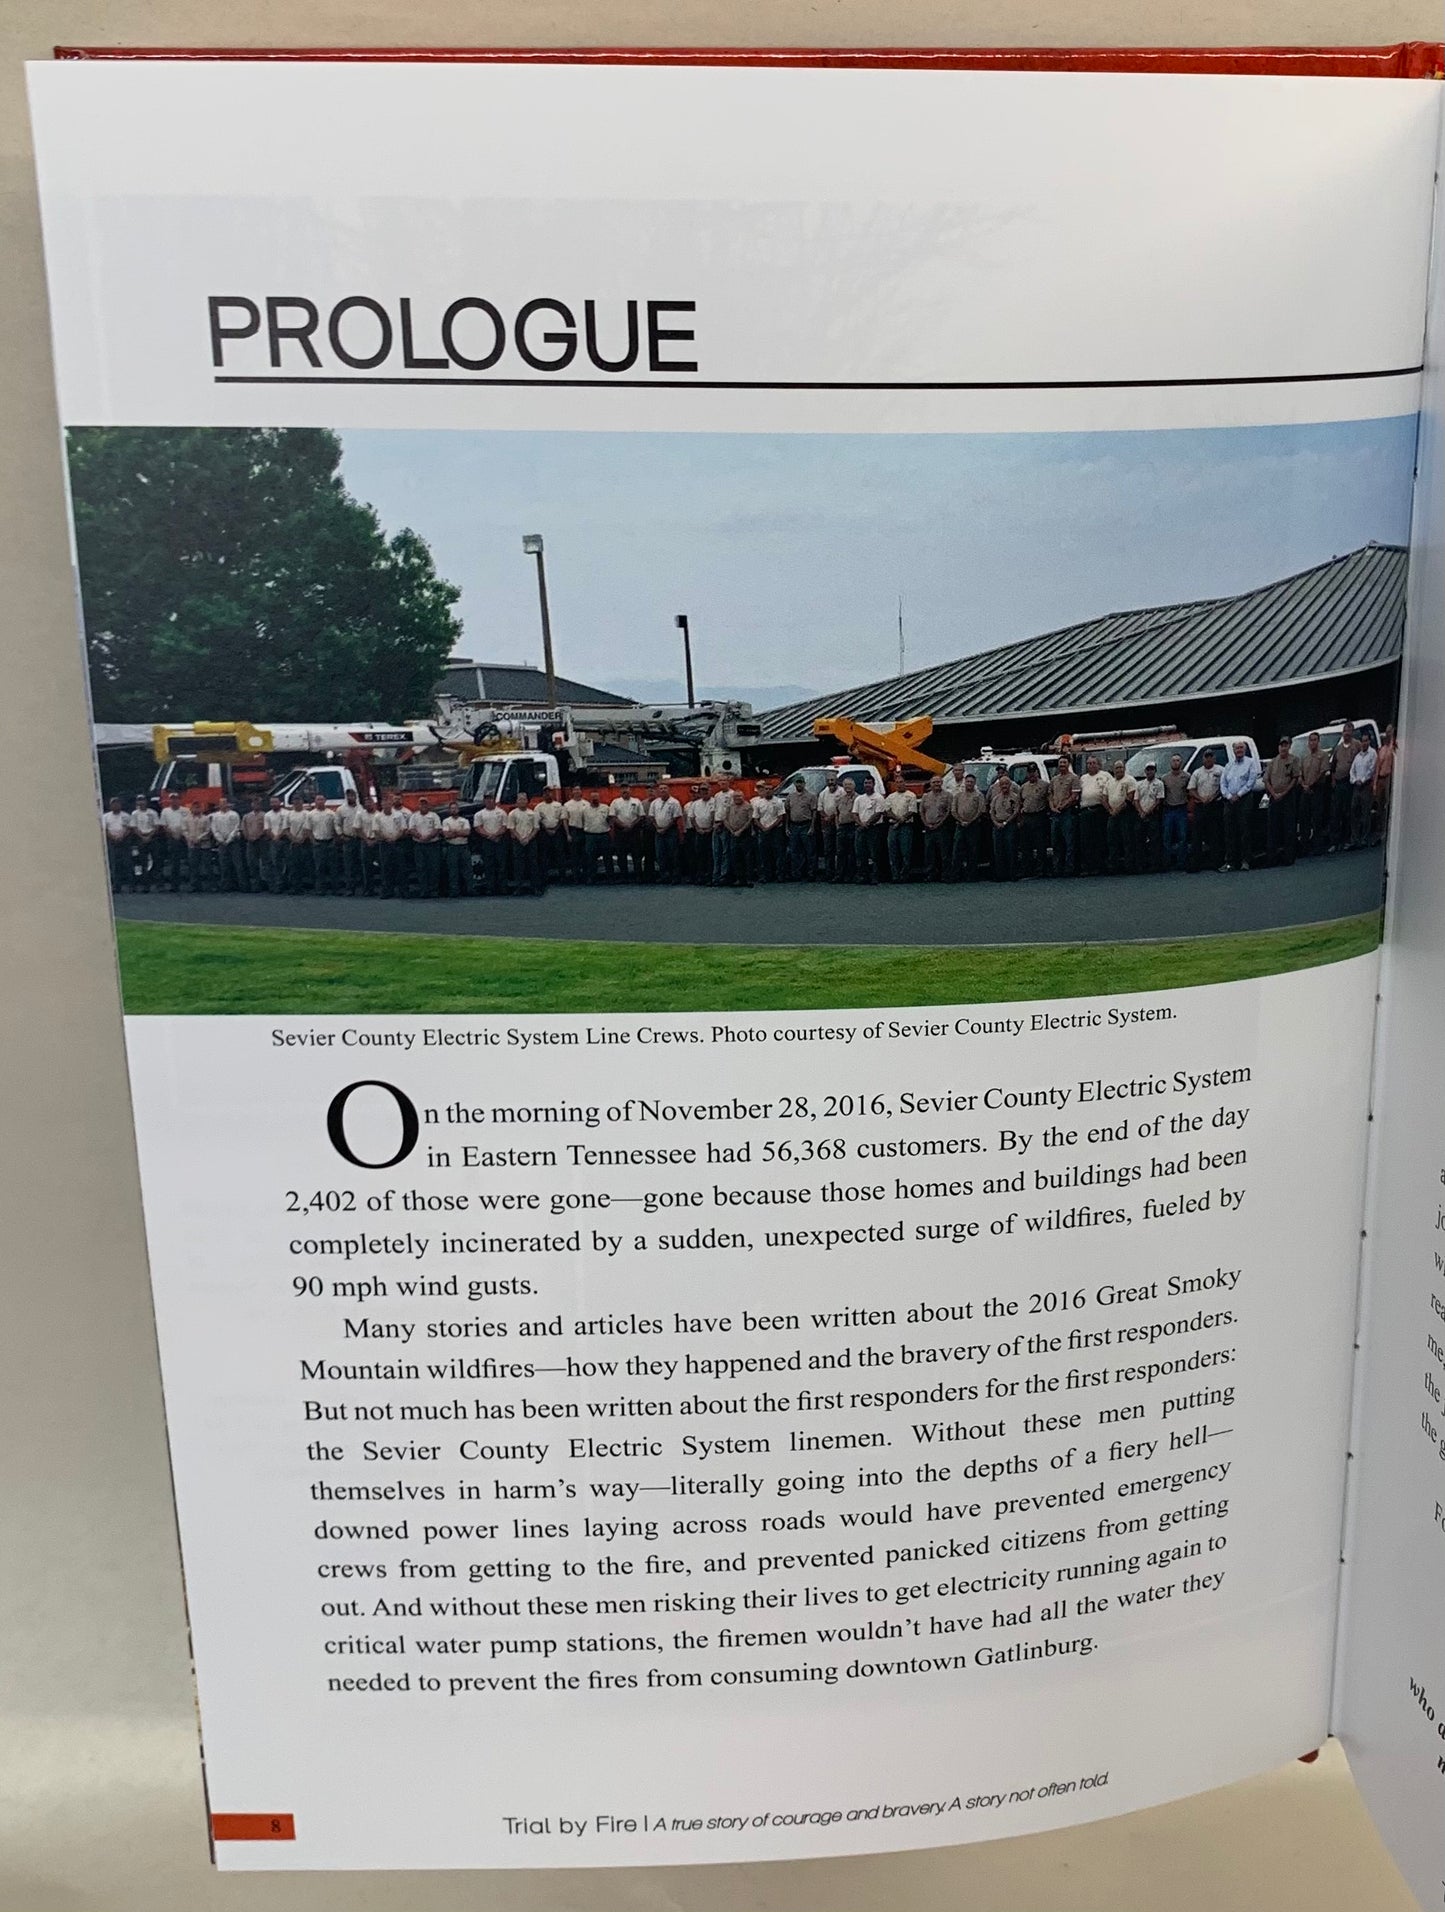 PROLOGUE
TEREX
COMMANDER
Sevier County Electric System Line Crews. Photo courtesy of Sevier County Electric System.
On the morning of November 28, 2016, Sevier County Electric System
in Eastern Tennessee had 56,368 customers. By the end of the day
2,402 of those were gone—gone because those homes and buildings had been
completely incinerated by a sudden, unexpected surge of wildfires, fueled by
90 mph wind gusts.
Many stories and articles have been written about the 2016 Great Smoky
Mountain wildfires—how they happened and the bravery of the first responders.
But not much has been written about the first responders for the first responders:
the Sevier County Electric System linemen. Without these men putting
themselves in harm's way—literally going into the depths of a fiery hell—
downed power lines laying across roads would have prevented emergency
crews from getting to the fire, and prevented panicked citizens from getting
out. And without these men risking their lives to get electricity running again to
critical water pump stations, the firemen wouldn't have had all the water they
needed to prevent the fires from consuming downtown Gatlinburg.
8
Trial by Fire | A true story of courage and bravery. A story not often told.
the
who